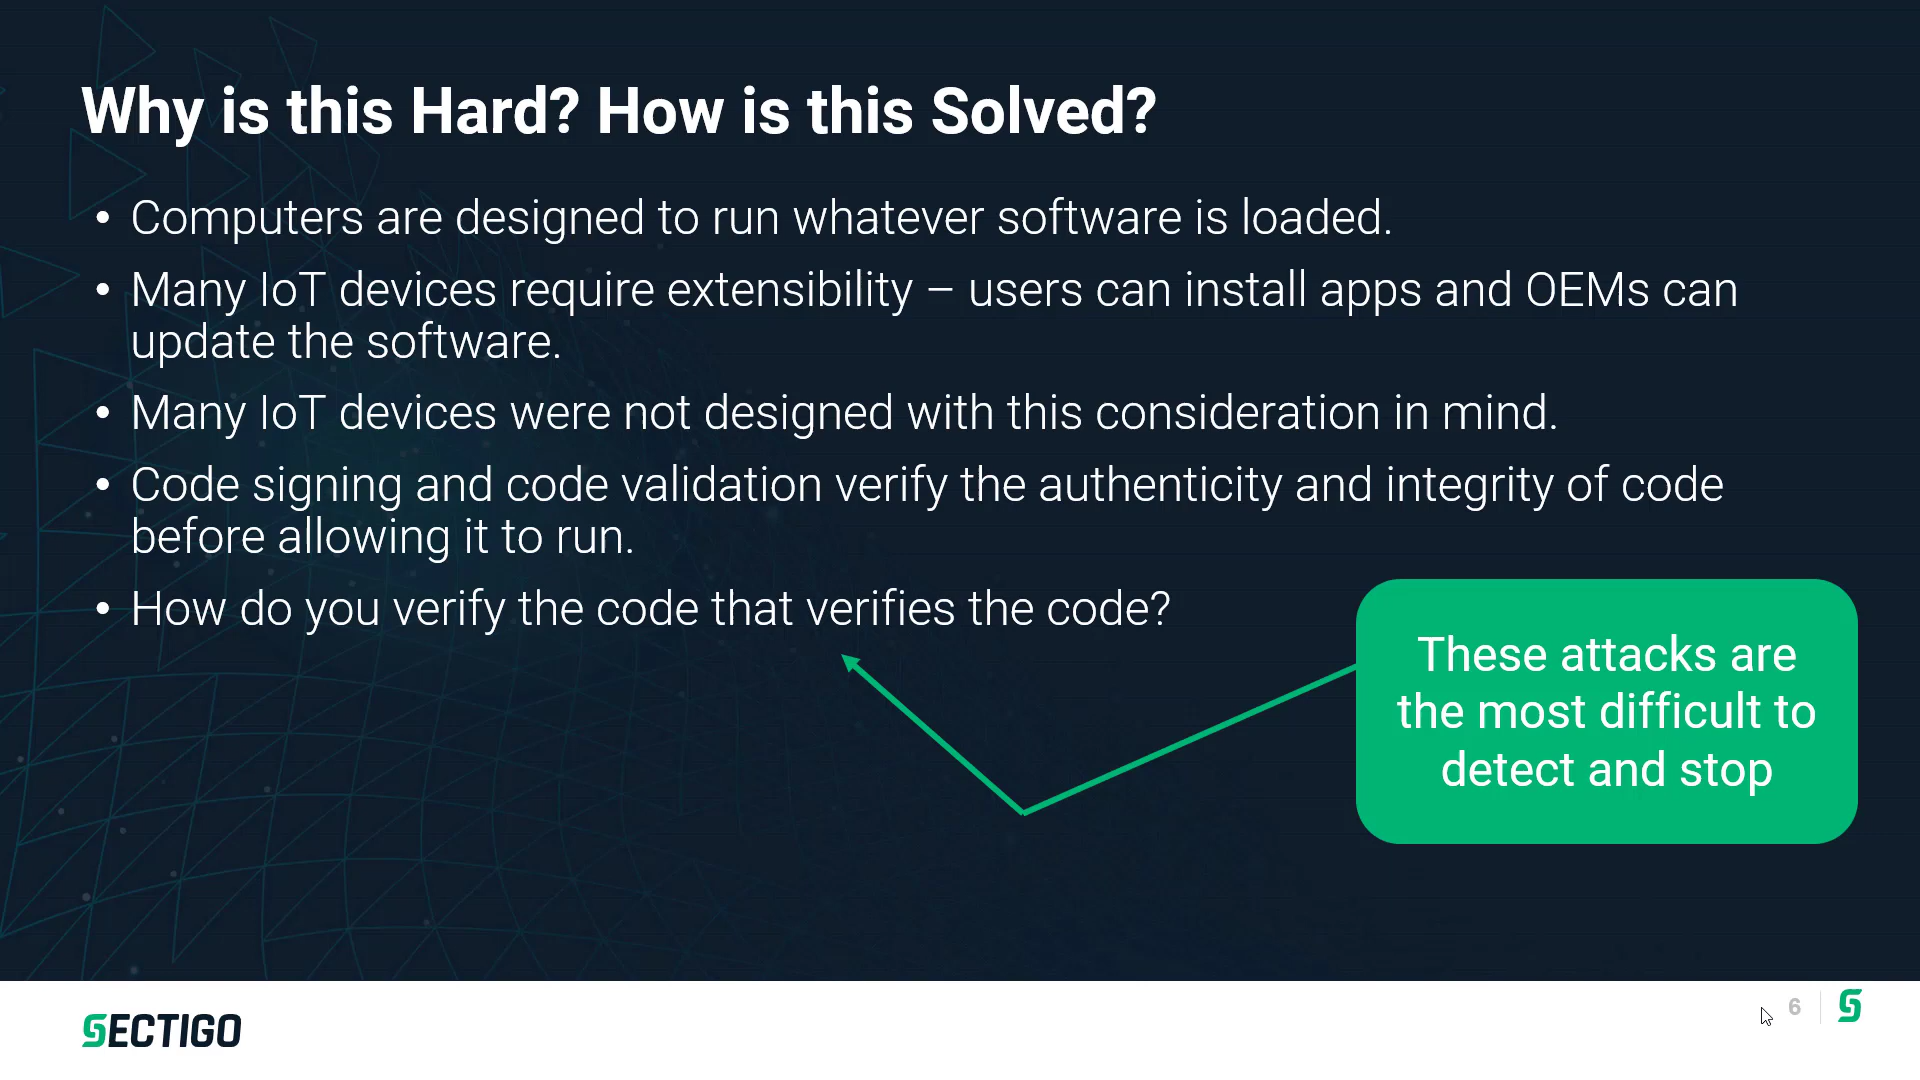 Why is this Hard? How is this Solved?
• Computers are designed to run whatever software is loaded.
• Many IoT devices require extensibility – users can install apps and OEMs can
update the software.
• Many IoT devices were not designed with this consideration in mind.
• Code signing and code validation verify the authenticity and integrity of code
before allowing it to run.
• How do you verify the code that verifies the code?
These attacks are
the most difficult to
detect and stop
SECTIGO
6
S